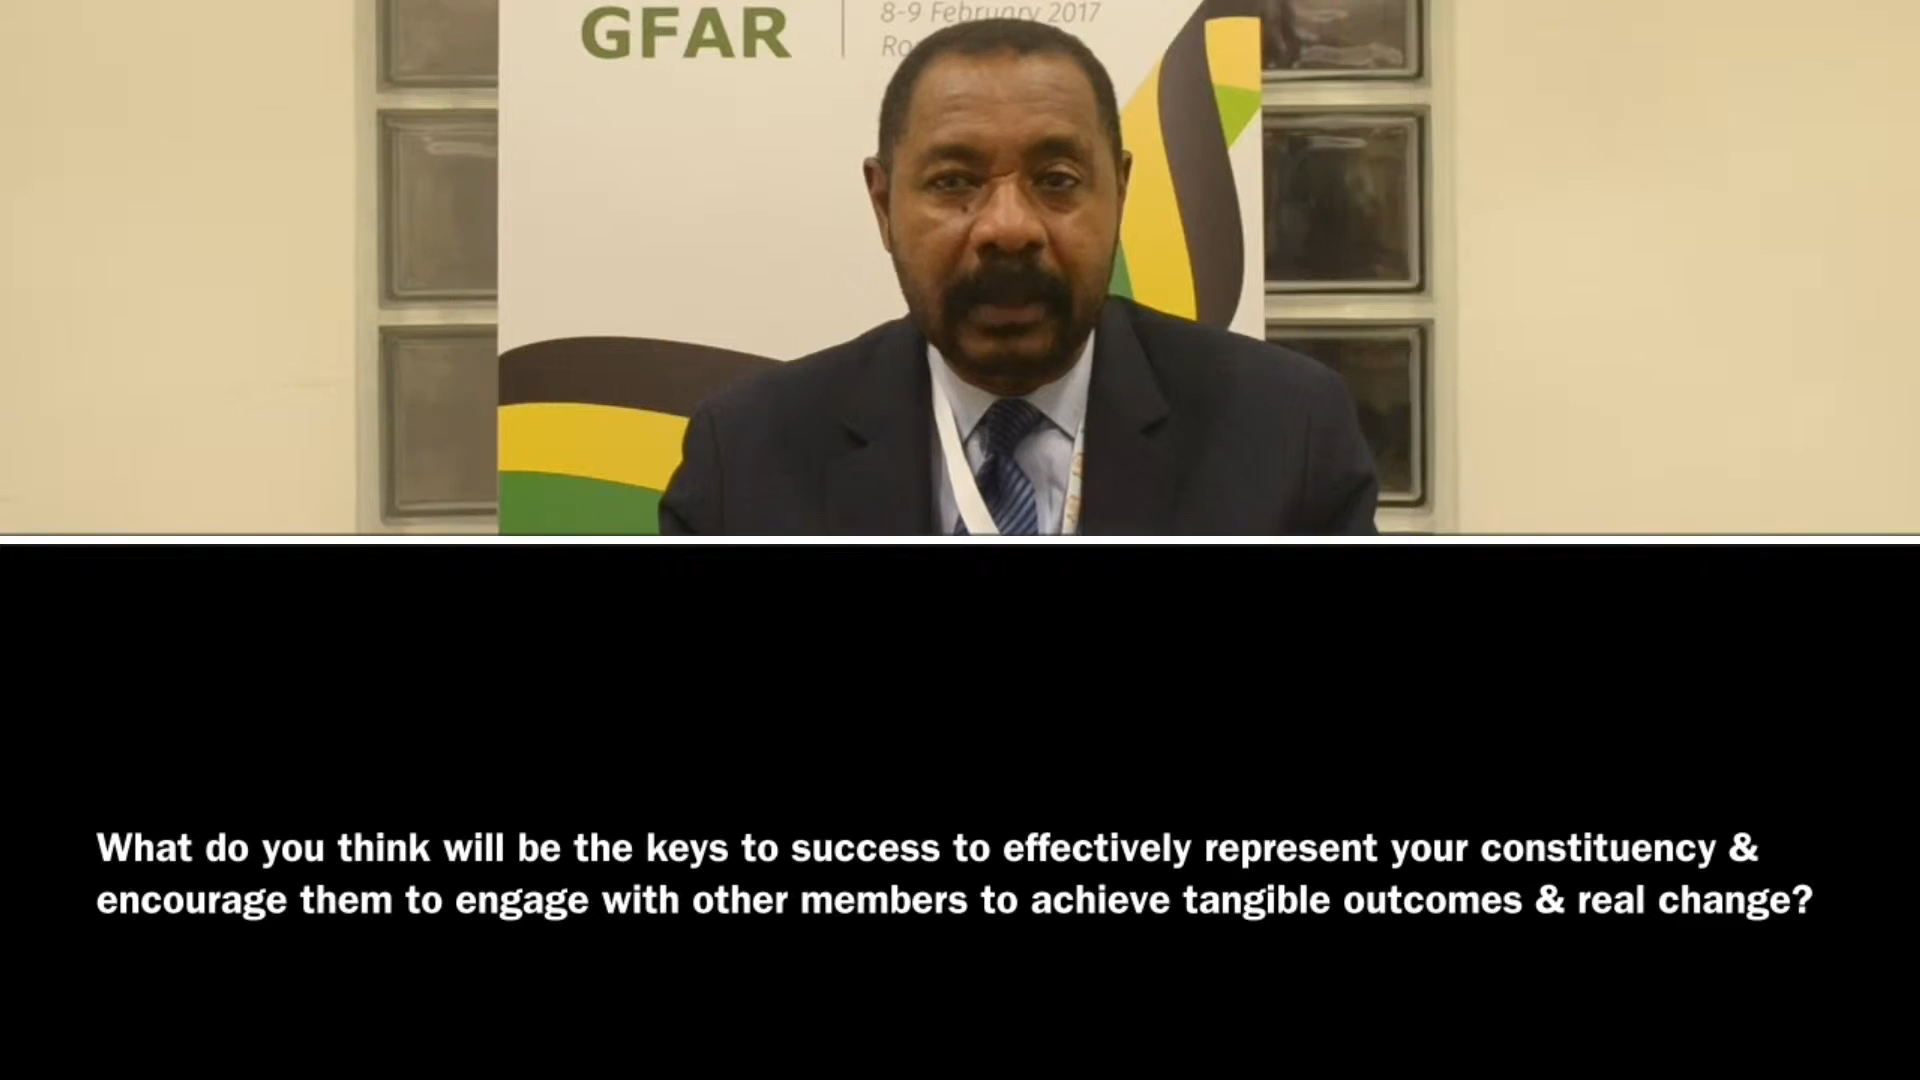 GFAR
8-9 February 2017
What do you think will be the keys to success to effectively represent your constituency &
encourage them to engage with other members to achieve tangible outcomes & real change?